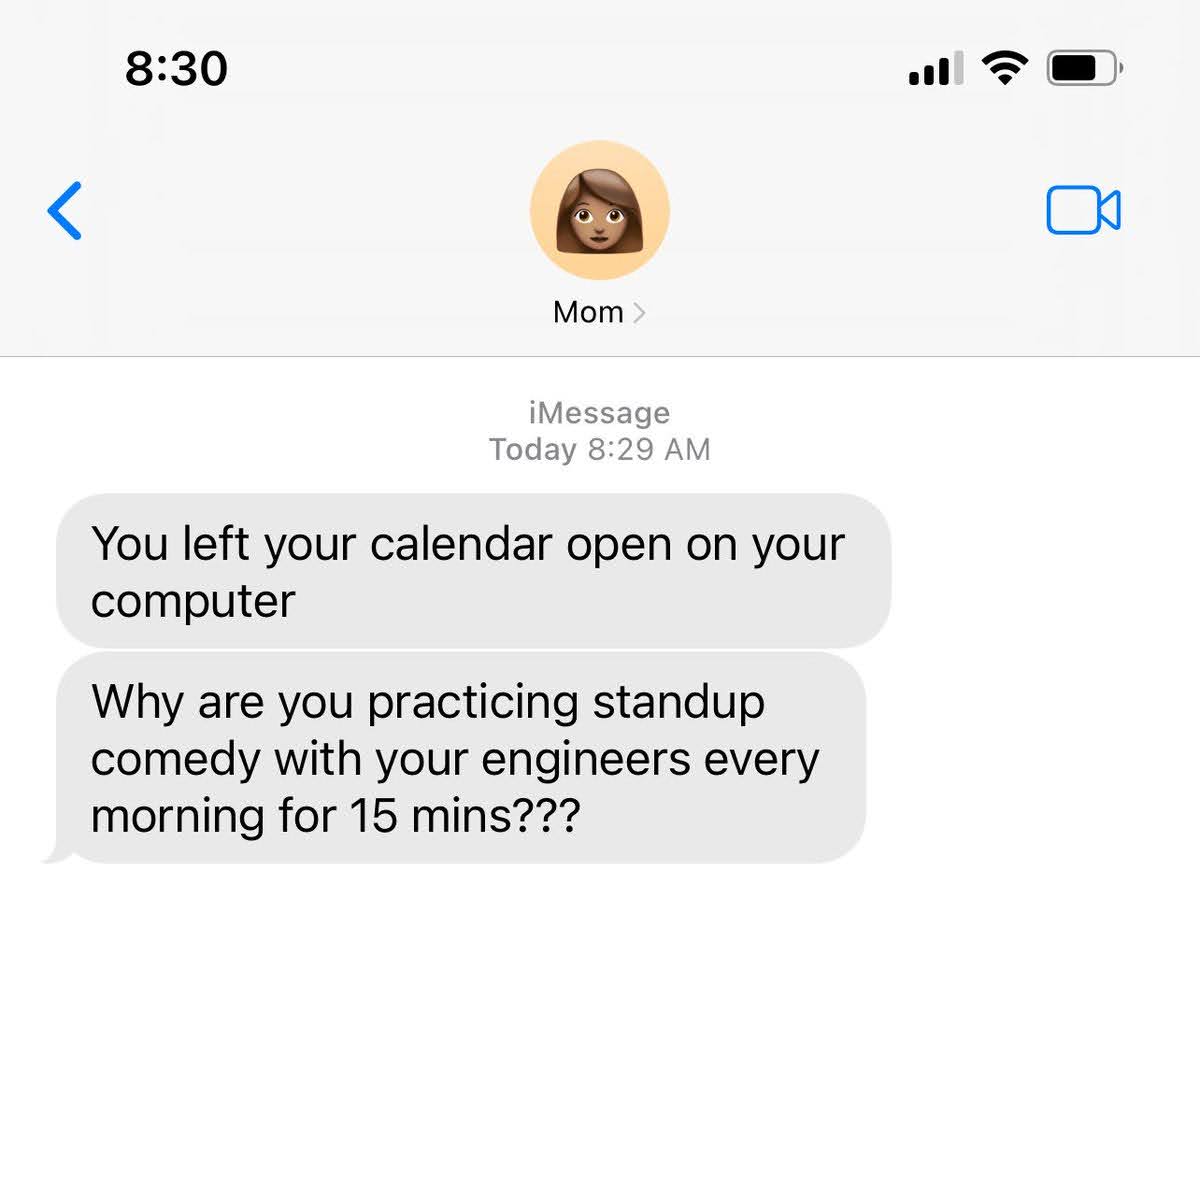 8:30
Mom
iMessage
Today 8:29 AM
You left your calendar open on your
computer
Why are you practicing standup
comedy with your engineers every
morning for 15 mins???